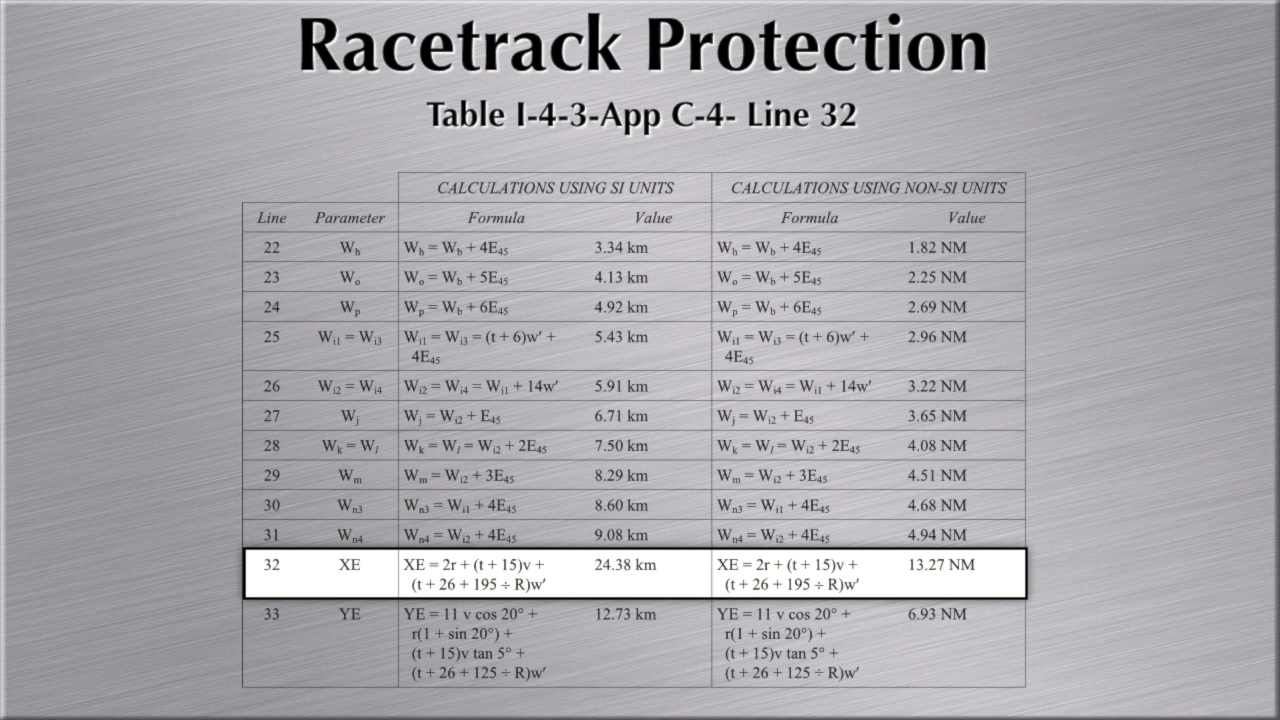 Racetrack Protection
Table I-4-3-App C-4- Line 32
CALCULATIONS USING SI UNITS CALCULATIONS USING NON-SI UNITS
Line Parameter Formula Value Formula Value
22 Wh Wh = Wb + 4E45 3.34 km Wh = Wb + 4E45 1.82 NM
23 Wo Wo = Wb + 5E45 4.13 km Wo = Wb + 5E45 2.25 NM
24 Wp Wp = Wb + 6E45 4.92 km Wp = Wb + 6E45 2.69 NM
25 Wi1 = Wi3 Wi1 = Wi3 = (t + 6)w′ + 5.43 km Wi1 = Wi3 = (t + 6)w′ + 2.96 NM
4E45 4E45
26 Wi2 = Wi4 Wi2 = Wi4 = Wi1 + 14w′ 5.91 km Wi2 = Wi4 = Wi1 + 14w′ 3.22 NM
27 Wj Wj = Wi2 + E45 6.71 km Wj = Wi2 + E45 3.65 NM
28 Wk = Wl Wk = Wl = Wi2 + 2E45 7.50 km Wk = Wl = Wi2 + 2E45 4.08 NM
29 Wm Wm = Wi2 + 3E45 8.29 km Wm = Wi2 + 3E45 4.51 NM
30 Wn3 Wn3 = Wi1 + 4E45 8.60 km Wn3 = Wi1 + 4E45 4.68 NM
31 Wn4 Wn4 = Wi2 + 4E45 9.08 km Wn4 = Wi2 + 4E45 4.94 NM
32 XE XE = 2r + (t + 15)v + 24.38 km XE = 2r + (t + 15)v + 13.27 NM
(t + 26 + 195 ÷ R)w′ (t + 26 + 195 ÷ R)w′
33 YE YE = 11 v cos 20° + 12.73 km YE = 11 v cos 20° + 6.93 NM
r(1 + sin 20°) + r(1 + sin 20°) +
(t + 15)v tan 5° + (t + 15)v tan 5° +
(t + 26 + 125 ÷ R)w′ (t + 26 + 125 ÷ R)w′